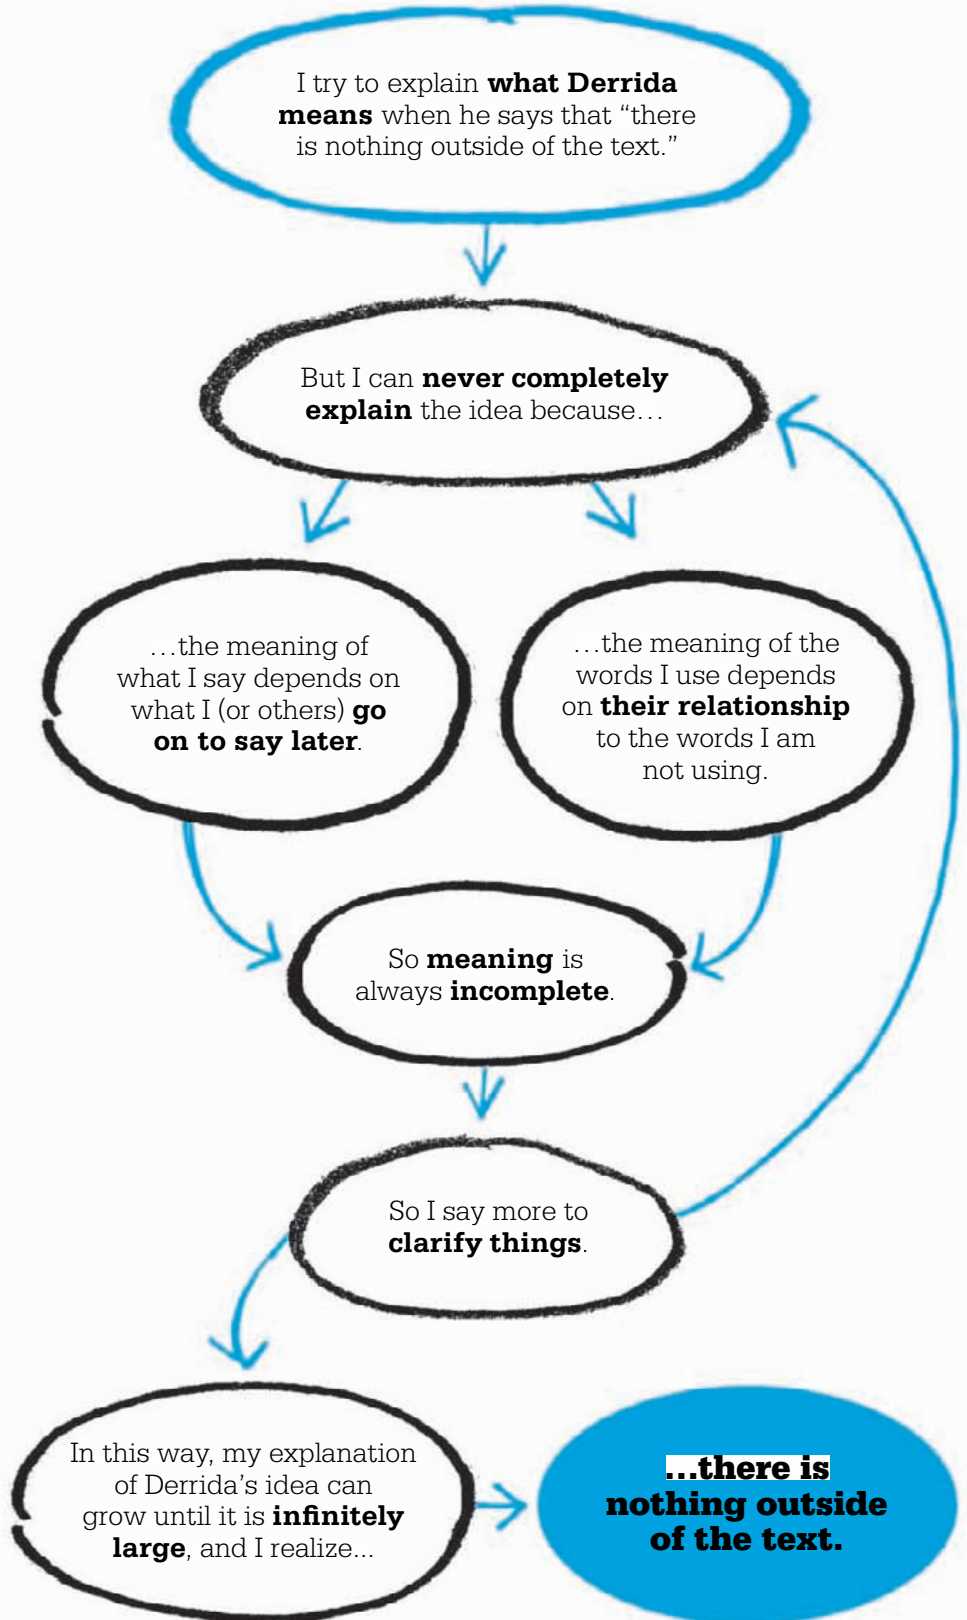 I try to explain what Derrida
means when he says that “there
is nothing outside of the text.”
But I can never completely
explain the idea because…
…the meaning of
what I say depends on
what I (or others) go
on to say later.
…the meaning of the
words I use depends
on their relationship
to the words I am
not using.
So meaning is
always incomplete.
So I say more to
clarify things.
In this way, my explanation
of Derrida’s idea can
grow until it is infinitely
large, and I realize...
...there is
nothing outside
of the text.